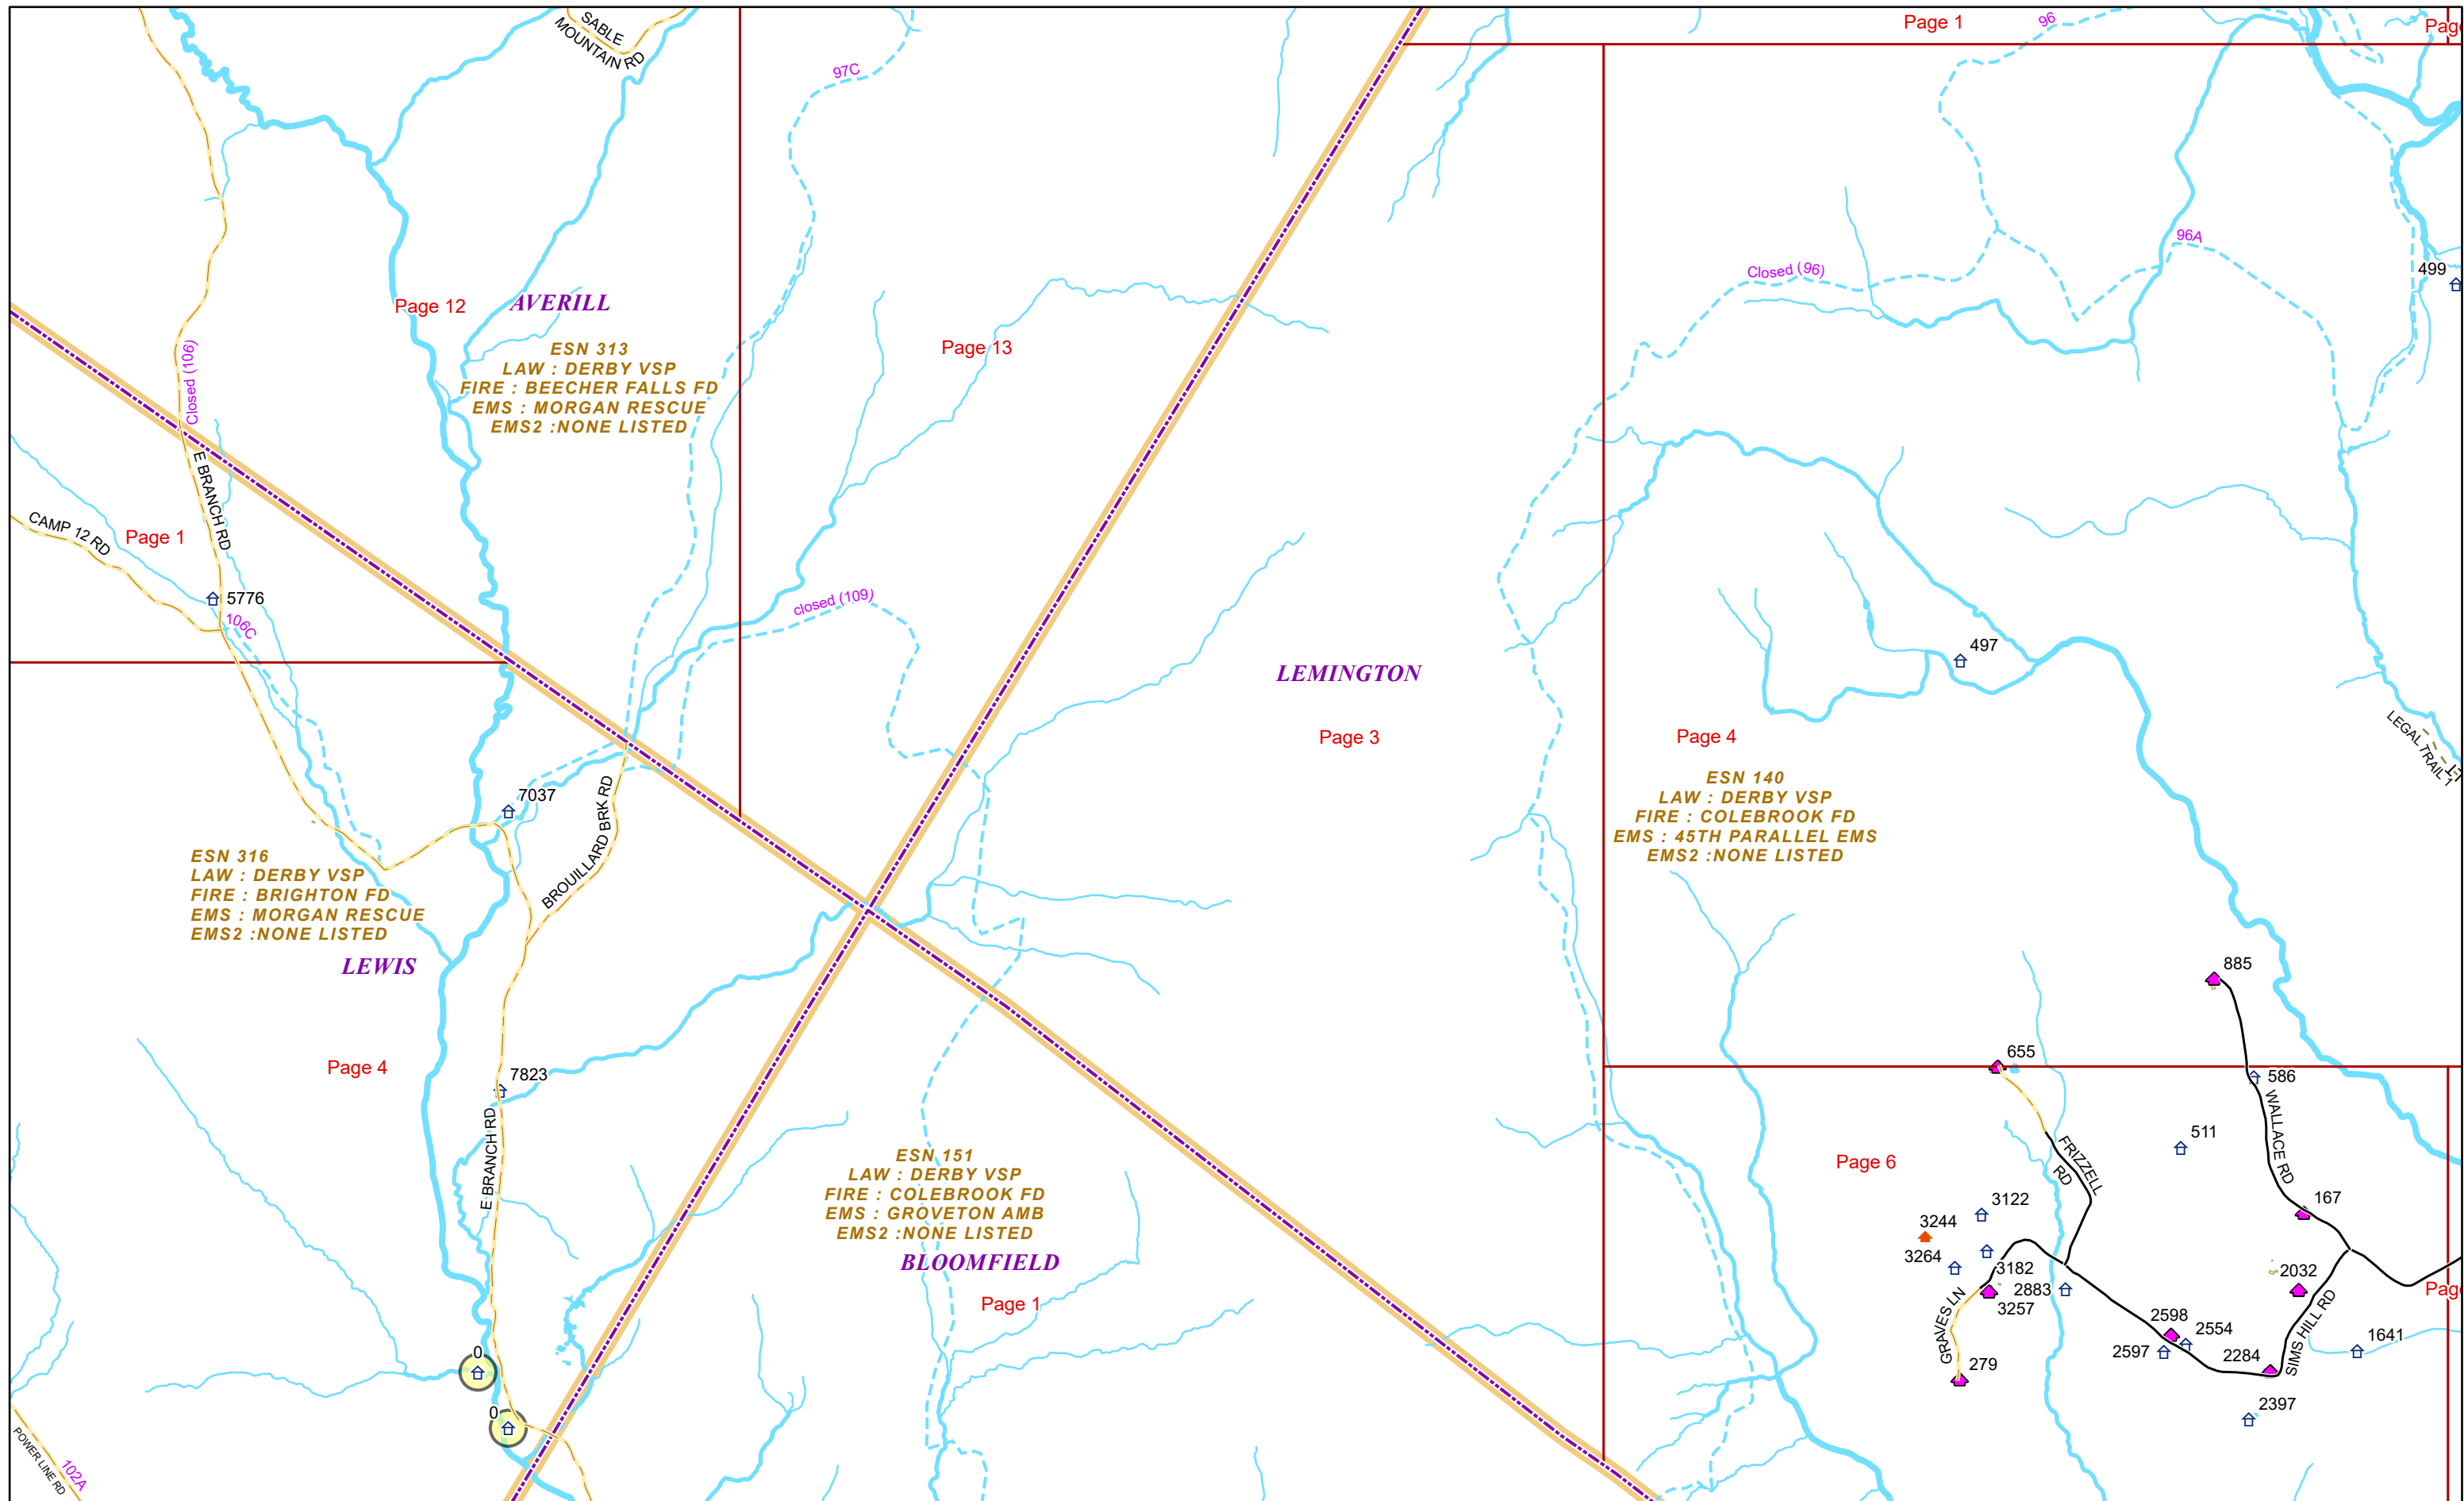 SABLE
MOUNTAIN RD
97C
Page 1
96
Closed (96)
96A
499
Page 12
AVERILL
ESN 313
LAW : DERBY VSP
FIRE : BEECHER FALLS FD
EMS : MORGAN RESCUE
EMS2 :NONE LISTED
Page 13
Closed (106)
E BRANCH RD
CAMP 12 RD
Page 1
5776
106C
closed (109)
LEMINGTON
Page 3
497
Page 4
LEGAL TRAIL 1
ESN 140
LAW : DERBY VSP
FIRE : COLEBROOK FD
EMS : 45TH PARALLEL EMS
EMS2 :NONE LISTED
7037
BROUILLARD BRK RD
ESN 316
LAW : DERBY VSP
FIRE : BRIGHTON FD
EMS : MORGAN RESCUE
EMS2 :NONE LISTED
LEWIS
Page 4
7823
E BRANCH RD
885
655
586
WALLACE RD
511
FRIZZELL
RD
Page 6
167
3122
3244
3264
3182
2883
3257
2032
GRAVES LN
279
2598
2554
2597
2284
SIMS HILL RD
1641
2397
ESN 151
LAW : DERBY VSP
FIRE : COLEBROOK FD
EMS : GROVETON AMB
EMS2 :NONE LISTED
BLOOMFIELD
Page 1
0
0
POWER LINE RD
102A